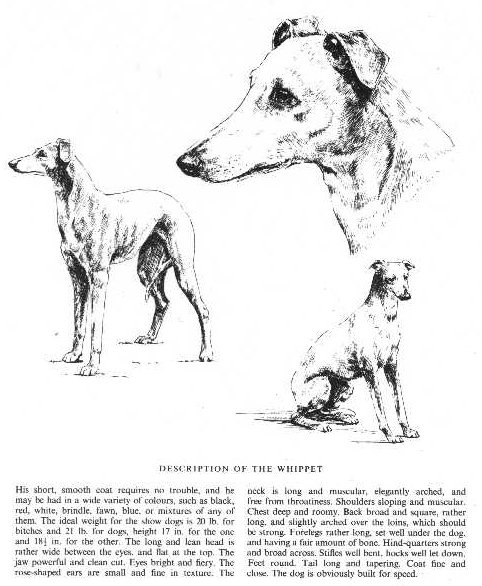 DESCRIPTION OF THE WHIPPET
His short, smooth coat requires no trouble, and he
may be had in a wide variety of colours, such as black,
red, white, brindle, fawn, blue, or mixtures of any of
them. The ideal weight for the show dogs is 20 lb. for
bitches and 21 lb. for dogs, height 17 in. for the one
and 18½ in. for the other. The long and lean head is
rather wide between the eyes, and flat at the top. The
jaw powerful and clean cut. Eyes bright and fiery. The
rose-shaped ears are small and fine in texture. The
neck is long and muscular, elegantly arched, and
free from throatiness. Shoulders sloping and muscular.
Chest deep and roomy. Back broad and square, rather
long, and slightly arched over the loins, which should
be strong. Forelegs rather long, set well under the dog,
and having a fair amount of bone. Hind-quarters strong
and broad across. Stifles well bent, hocks well let down.
Feet round. Tail long and tapering. Coat fine and
close. The dog is obviously built for speed.